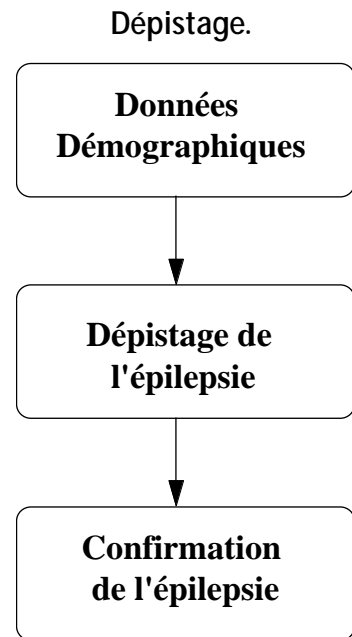 Dépistage.
Données
Démographiques
Dépistage de
l'épilepsie
Confirmation
de l'épilepsie